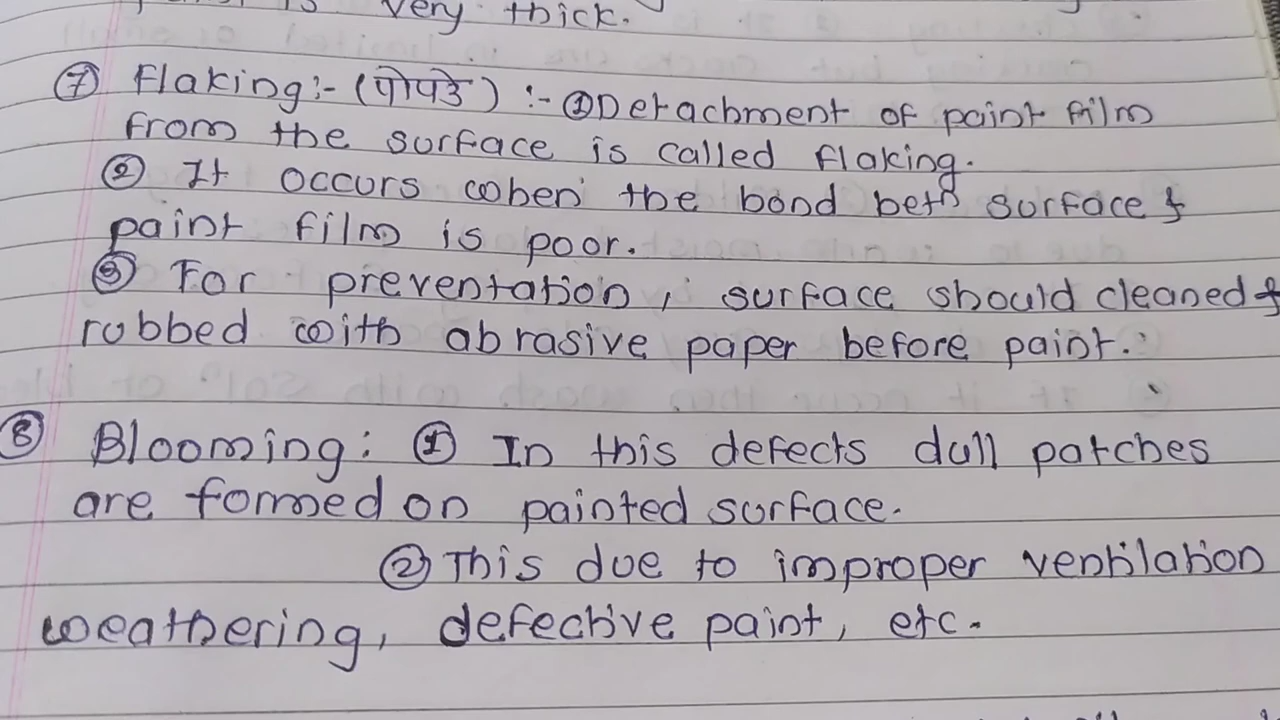 is very thick.
⑦ Flaking:- (पोपडे) :- ① Detachment of paint film
from the surface is called flaking.
② It occurs when the bond betn surface &
paint film is poor.
③ For preventation, surface should cleaned &
rubbed with abrasive paper before paint.
⑧ Blooming: ① In this defects dull patches
are formed on painted surface.
② This due to improper ventilation
weathering, defective paint, etc.